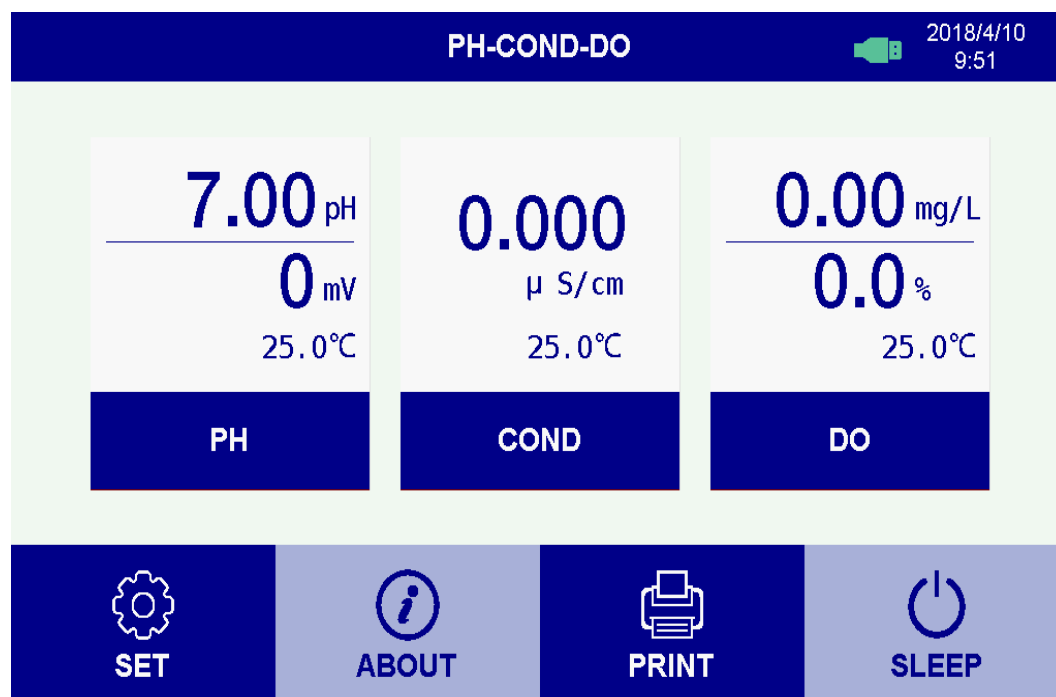 PH-COND-DO
2018/4/10
9:51
7.00 pH
0 mV
25.0℃
PH
0.000
μ S/cm
25.0℃
COND
0.00 mg/L
0.0 %
25.0℃
DO
SET
ABOUT
PRINT
SLEEP